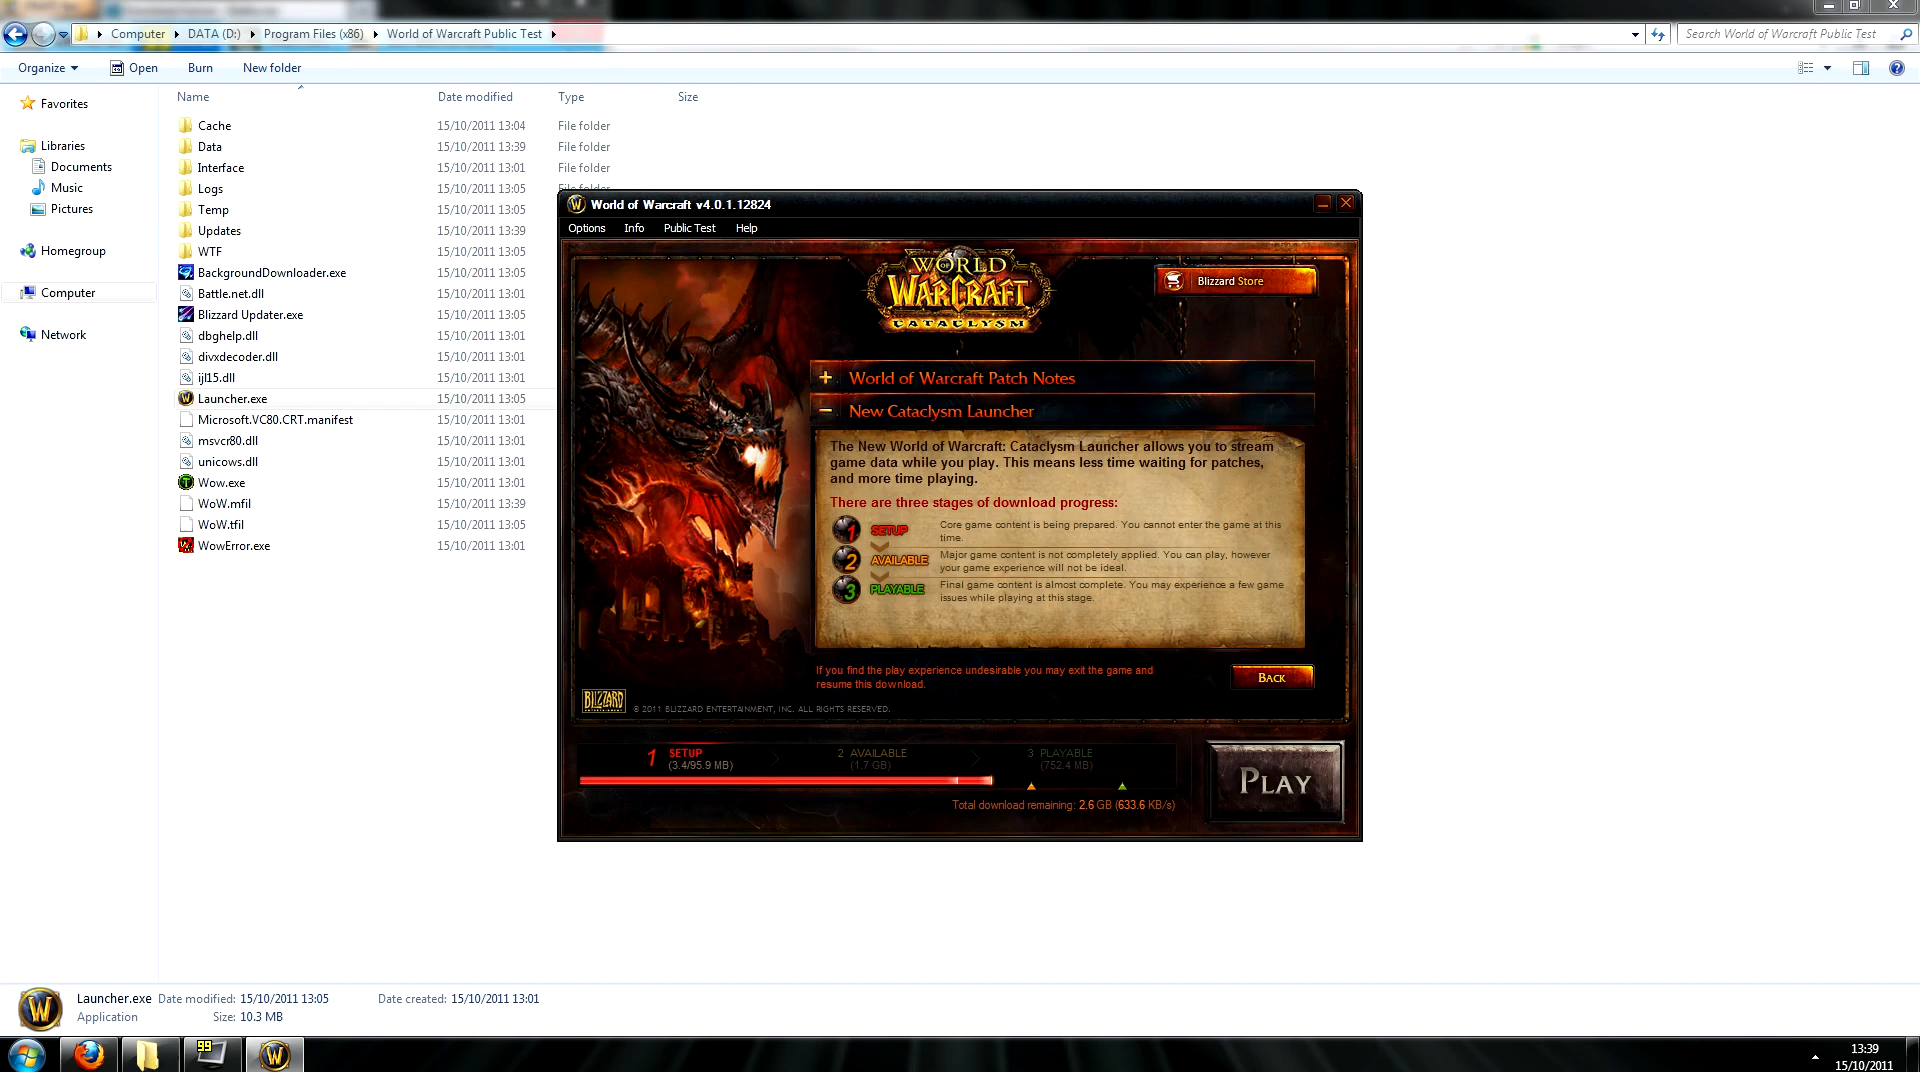 Computer
DATA (D:)
Program Files (x86)
World of Warcraft Public Test
Search World of Warcraft Public Test
Organize
Open
Burn
New folder
Name
Date modified
Type
Size
Favorites
Libraries
Documents
Music
Pictures
Homegroup
Computer
Network
Cache 15/10/2011 13:04 File folder
Data 15/10/2011 13:39 File folder
Interface 15/10/2011 13:01 File folder
Logs 15/10/2011 13:05 File folder
Temp 15/10/2011 13:05
Updates 15/10/2011 13:39
WTF 15/10/2011 13:05
BackgroundDownloader.exe 15/10/2011 13:05
Battle.net.dll 15/10/2011 13:01
Blizzard Updater.exe 15/10/2011 13:05
dbghelp.dll 15/10/2011 13:01
divxdecoder.dll 15/10/2011 13:01
ijl15.dll 15/10/2011 13:01
Launcher.exe 15/10/2011 13:05
Microsoft.VC80.CRT.manifest 15/10/2011 13:01
msvcr80.dll 15/10/2011 13:01
unicows.dll 15/10/2011 13:01
Wow.exe 15/10/2011 13:01
WoW.mfil 15/10/2011 13:39
WoW.tfil 15/10/2011 13:05
WowError.exe 15/10/2011 13:01
World of Warcraft v4.0.1.12824
Options Info Public Test Help
WORLD OF WARCRAFT
CATACLYSM
Blizzard Store
+ World of Warcraft Patch Notes
− New Cataclysm Launcher
The New World of Warcraft: Cataclysm Launcher allows you to stream
game data while you play. This means less time waiting for patches,
and more time playing.
There are three stages of download progress:
1 SETUP Core game content is being prepared. You cannot enter the game at this
time.
2 AVAILABLE Major game content is not completely applied. You can play, however
your game experience will not be ideal.
3 PLAYABLE Final game content is almost complete. You may experience a few game
issues while playing at this stage.
If you find the play experience undesirable you may exit the game and
resume this download.
BACK
BLIZZARD ENTERTAINMENT
© 2011 BLIZZARD ENTERTAINMENT, INC. ALL RIGHTS RESERVED.
1 SETUP
(3.4/95.9 MB)
2 AVAILABLE
(1.7 GB)
3 PLAYABLE
(752.4 MB)
Total download remaining: 2.6 GB (633.6 KB/s)
PLAY
Launcher.exe Date modified: 15/10/2011 13:05 Date created: 15/10/2011 13:01
Application Size: 10.3 MB
99
13:39
15/10/2011